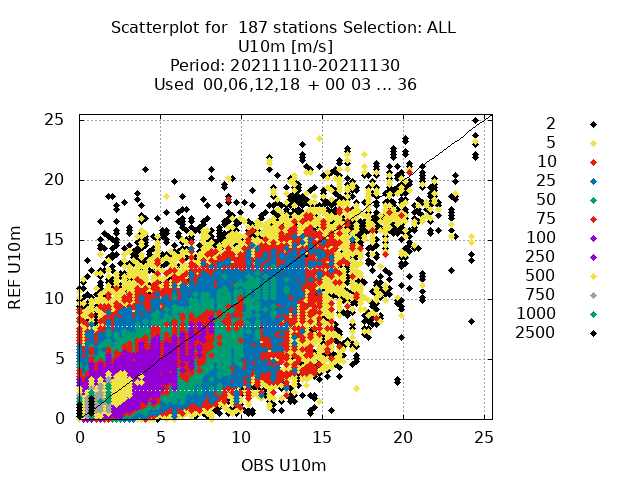 Scatterplot for  187 stations Selection: ALL
U10m [m/s]
Period: 20211110-20211130
Used  00,06,12,18  + 00 03 ... 36
REF U10m
25
20
15
10
5
0
0 5 10 15 20 25
OBS U10m
2
5
10
25
50
75
100
250
500
750
1000
2500